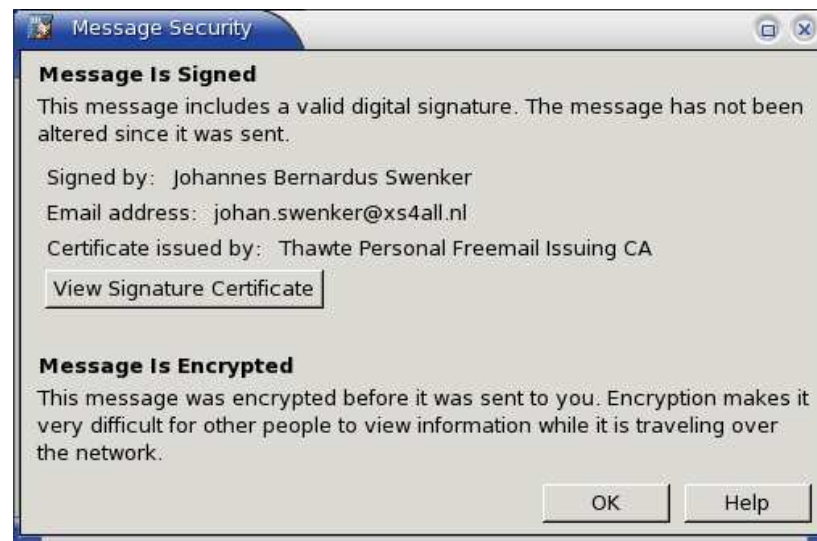 Message Security
Message Is Signed
This message includes a valid digital signature. The message has not been
altered since it was sent.
Signed by: Johannes Bernardus Swenker
Email address: johan.swenker@xs4all.nl
Certificate issued by: Thawte Personal Freemail Issuing CA
View Signature Certificate
Message Is Encrypted
This message was encrypted before it was sent to you. Encryption makes it
very difficult for other people to view information while it is traveling over
the network.
OK Help